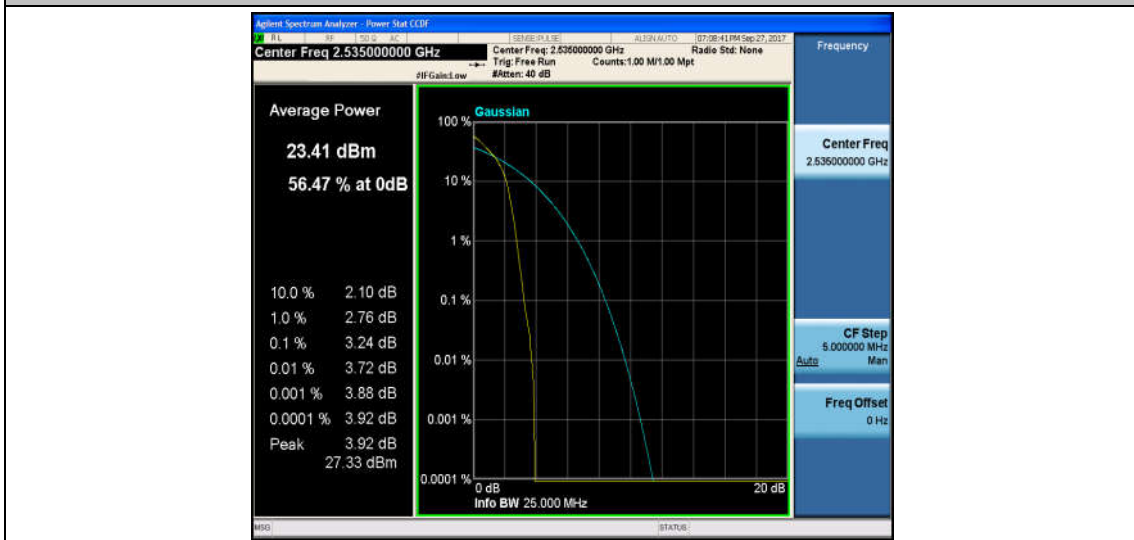 Agilent Spectrum Analyzer - Power Stat CCDF
RL RF 50 Ω AC SENSE:PULSE ALIGN AUTO 07:08:41 PM Sep 27, 2017
Center Freq 2.535000000 GHz
Center Freq: 2.535000000 GHz Radio Std: None
Trig: Free Run Counts:1.00 M/1.00 Mpt
#IFGain:Low #Atten: 40 dB
Frequency
Average Power
23.41 dBm
56.47 % at 0dB
10.0 % 2.10 dB
1.0 % 2.76 dB
0.1 % 3.24 dB
0.01 % 3.72 dB
0.001 % 3.88 dB
0.0001 % 3.92 dB
Peak 3.92 dB
27.33 dBm
Gaussian
100 %
10 %
1 %
0.1 %
0.01 %
0.001 %
0.0001 %
0 dB 20 dB
Info BW 25.000 MHz
Center Freq
2.535000000 GHz
CF Step
5.000000 MHz
Auto Man
Freq Offset
0 Hz
MSG STATUS